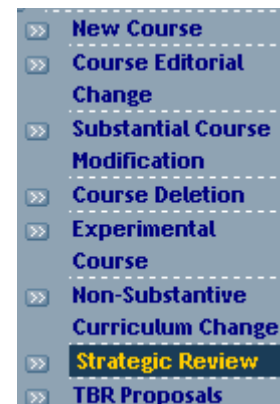 New Course
Course Editorial
Change
Substantial Course
Modification
Course Deletion
Experimental
Course
Non-Substantive
Curriculum Change
Strategic Review
TBR Proposals